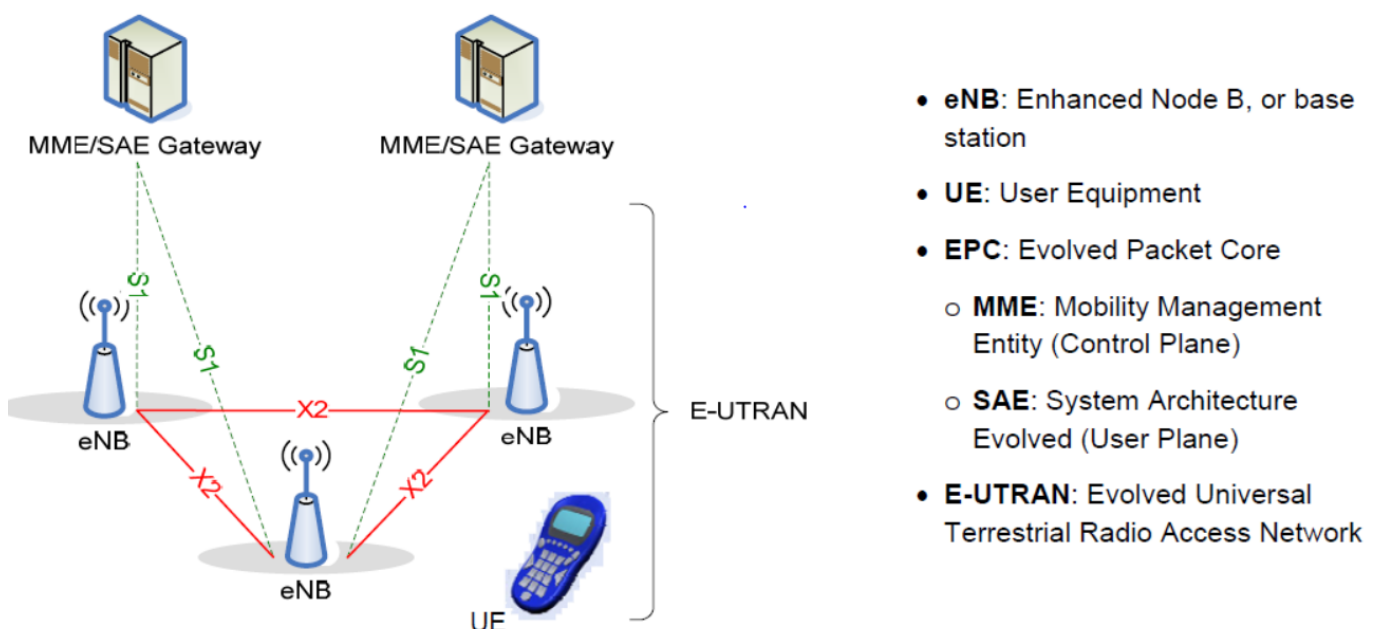 MME/SAE Gateway
MME/SAE Gateway
S1
S1
S1
S1
X2
X2
X2
eNB
eNB
eNB
UE
E-UTRAN
• eNB: Enhanced Node B, or base
station
• UE: User Equipment
• EPC: Evolved Packet Core
o MME: Mobility Management
Entity (Control Plane)
o SAE: System Architecture
Evolved (User Plane)
• E-UTRAN: Evolved Universal
Terrestrial Radio Access Network